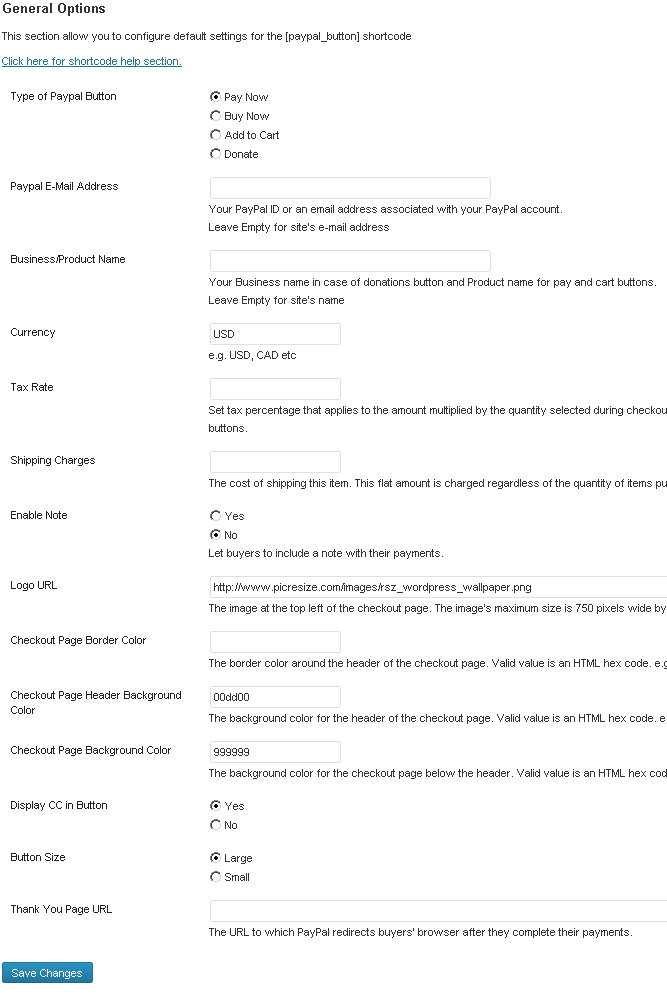 General Options
This section allow you to configure default settings for the [paypal_button] shortcode
Click here for shortcode help section.
Type of Paypal Button
Pay Now
Buy Now
Add to Cart
Donate
Paypal E-Mail Address
Your PayPal ID or an email address associated with your PayPal account.
Leave Empty for site's e-mail address
Business/Product Name
Your Business name in case of donations button and Product name for pay and cart buttons.
Leave Empty for site's name
Currency
USD
e.g. USD, CAD etc
Tax Rate
Set tax percentage that applies to the amount multiplied by the quantity selected during checkou
buttons.
Shipping Charges
The cost of shipping this item. This flat amount is charged regardless of the quantity of items pu
Enable Note
Yes
No
Let buyers to include a note with their payments.
Logo URL
http://www.picresize.com/images/rsz_wordpress_wallpaper.png
The image at the top left of the checkout page. The image's maximum size is 750 pixels wide by
Checkout Page Border Color
The border color around the header of the checkout page. Valid value is an HTML hex code. e.g
Checkout Page Header Background
Color
00dd00
The background color for the header of the checkout page. Valid value is an HTML hex code. e
Checkout Page Background Color
999999
The background color for the checkout page below the header. Valid value is an HTML hex cod
Display CC in Button
Yes
No
Button Size
Large
Small
Thank You Page URL
The URL to which PayPal redirects buyers' browser after they complete their payments.
Save Changes